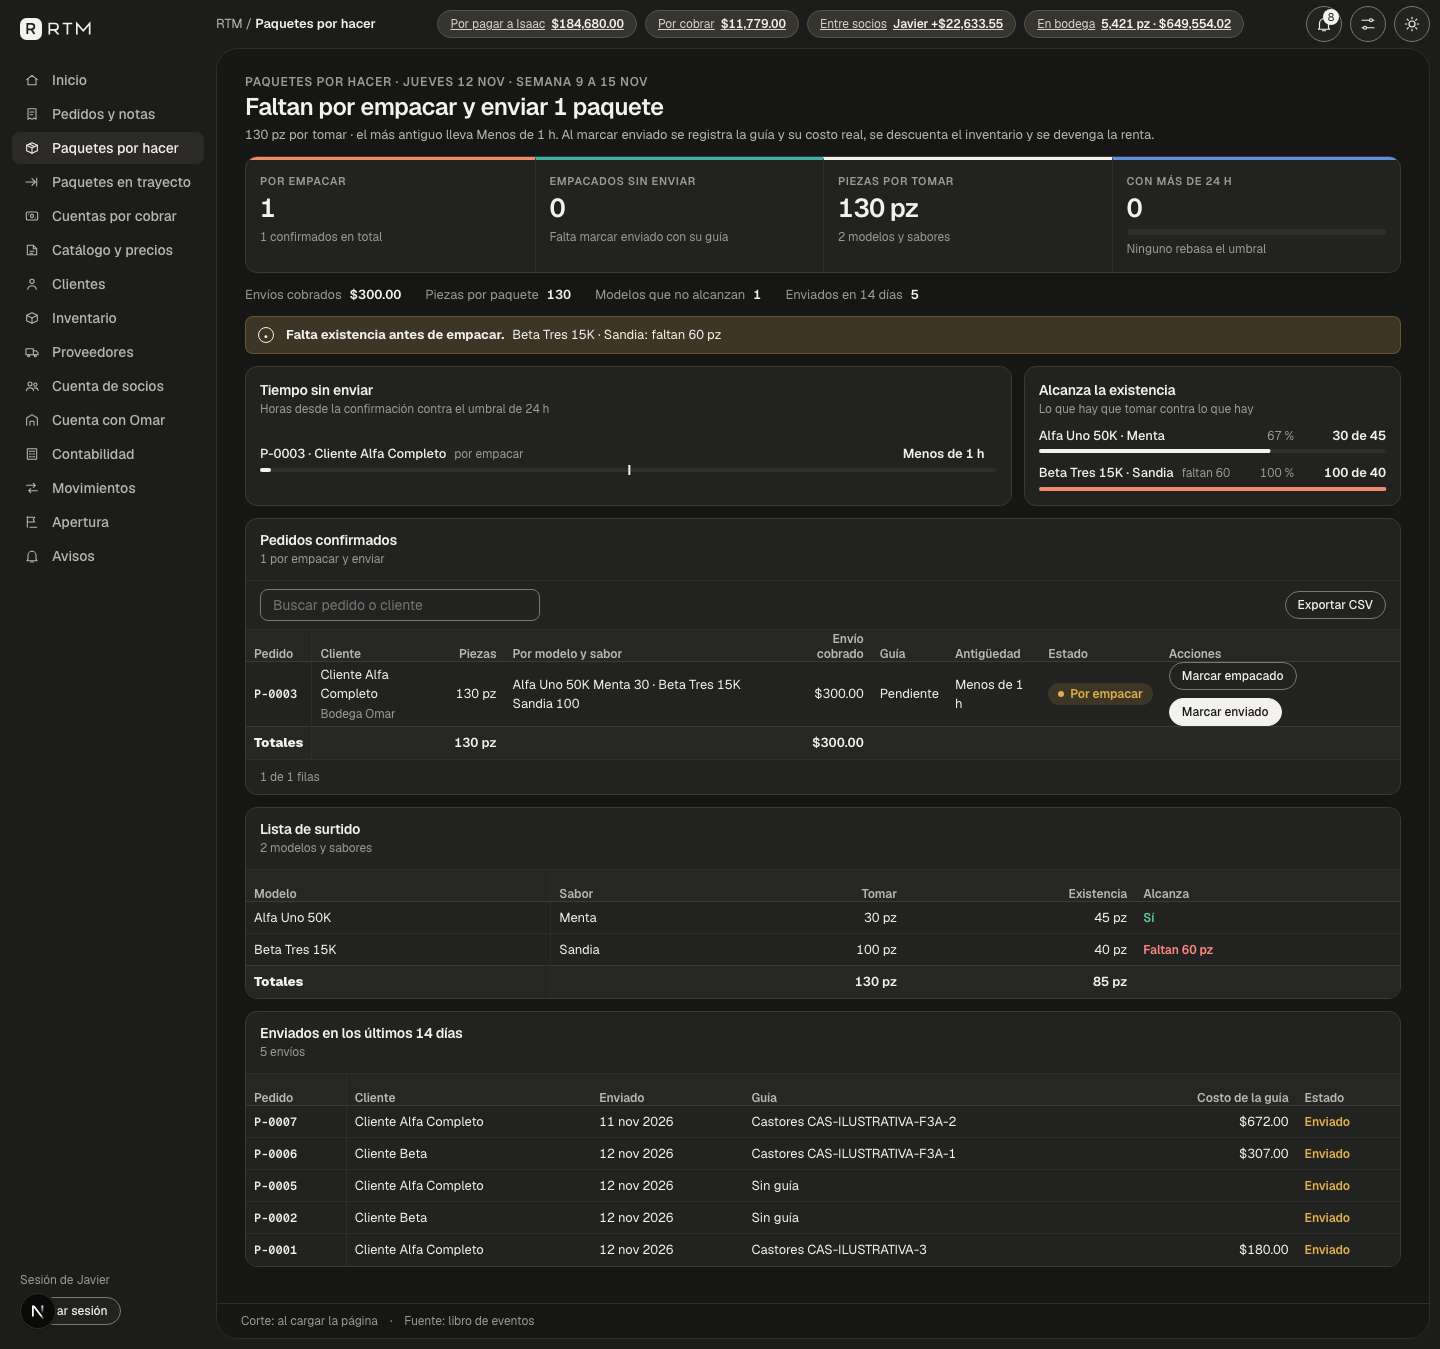 R RTM
RTM / Paquetes por hacer
Por pagar a Isaac $184,680.00
Por cobrar $11,779.00
Entre socios Javier +$22,633.55
En bodega 5,421 pz · $649,554.02
8
Inicio
Pedidos y notas
Paquetes por hacer
Paquetes en trayecto
Cuentas por cobrar
Catálogo y precios
Clientes
Inventario
Proveedores
Cuenta de socios
Cuenta con Omar
Contabilidad
Movimientos
Apertura
Avisos
Sesión de Javier
N ar sesión
PAQUETES POR HACER · JUEVES 12 NOV · SEMANA 9 A 15 NOV
Faltan por empacar y enviar 1 paquete
130 pz por tomar · el más antiguo lleva Menos de 1 h. Al marcar enviado se registra la guía y su costo real, se descuenta el inventario y se devenga la renta.
POR EMPACAR
1
1 confirmados en total
EMPACADOS SIN ENVIAR
0
Falta marcar enviado con su guía
PIEZAS POR TOMAR
130 pz
2 modelos y sabores
CON MÁS DE 24 H
0
Ninguno rebasa el umbral
Envíos cobrados $300.00 Piezas por paquete 130 Modelos que no alcanzan 1 Enviados en 14 días 5
Falta existencia antes de empacar. Beta Tres 15K · Sandia: faltan 60 pz
Tiempo sin enviar
Horas desde la confirmación contra el umbral de 24 h
P-0003 · Cliente Alfa Completo por empacar Menos de 1 h
Alcanza la existencia
Lo que hay que tomar contra lo que hay
Alfa Uno 50K · Menta 67 % 30 de 45
Beta Tres 15K · Sandia faltan 60 100 % 100 de 40
Pedidos confirmados
1 por empacar y enviar
Buscar pedido o cliente
Exportar CSV
Pedido Cliente Piezas Por modelo y sabor Envío cobrado Guía Antigüedad Estado Acciones
P-0003 Cliente Alfa Completo Bodega Omar 130 pz Alfa Uno 50K Menta 30 · Beta Tres 15K Sandia 100 $300.00 Pendiente Menos de 1 h Por empacar Marcar empacado
Marcar enviado
Totales 130 pz $300.00
1 de 1 filas
Lista de surtido
2 modelos y sabores
Modelo Sabor Tomar Existencia Alcanza
Alfa Uno 50K Menta 30 pz 45 pz Sí
Beta Tres 15K Sandia 100 pz 40 pz Faltan 60 pz
Totales 130 pz 85 pz
Enviados en los últimos 14 días
5 envíos
Pedido Cliente Enviado Guía Costo de la guía Estado
P-0007 Cliente Alfa Completo 11 nov 2026 Castores CAS-ILUSTRATIVA-F3A-2 $672.00 Enviado
P-0006 Cliente Beta 12 nov 2026 Castores CAS-ILUSTRATIVA-F3A-1 $307.00 Enviado
P-0005 Cliente Alfa Completo 12 nov 2026 Sin guía Enviado
P-0002 Cliente Beta 12 nov 2026 Sin guía Enviado
P-0001 Cliente Alfa Completo 12 nov 2026 Castores CAS-ILUSTRATIVA-3 $180.00 Enviado
Corte: al cargar la página · Fuente: libro de eventos